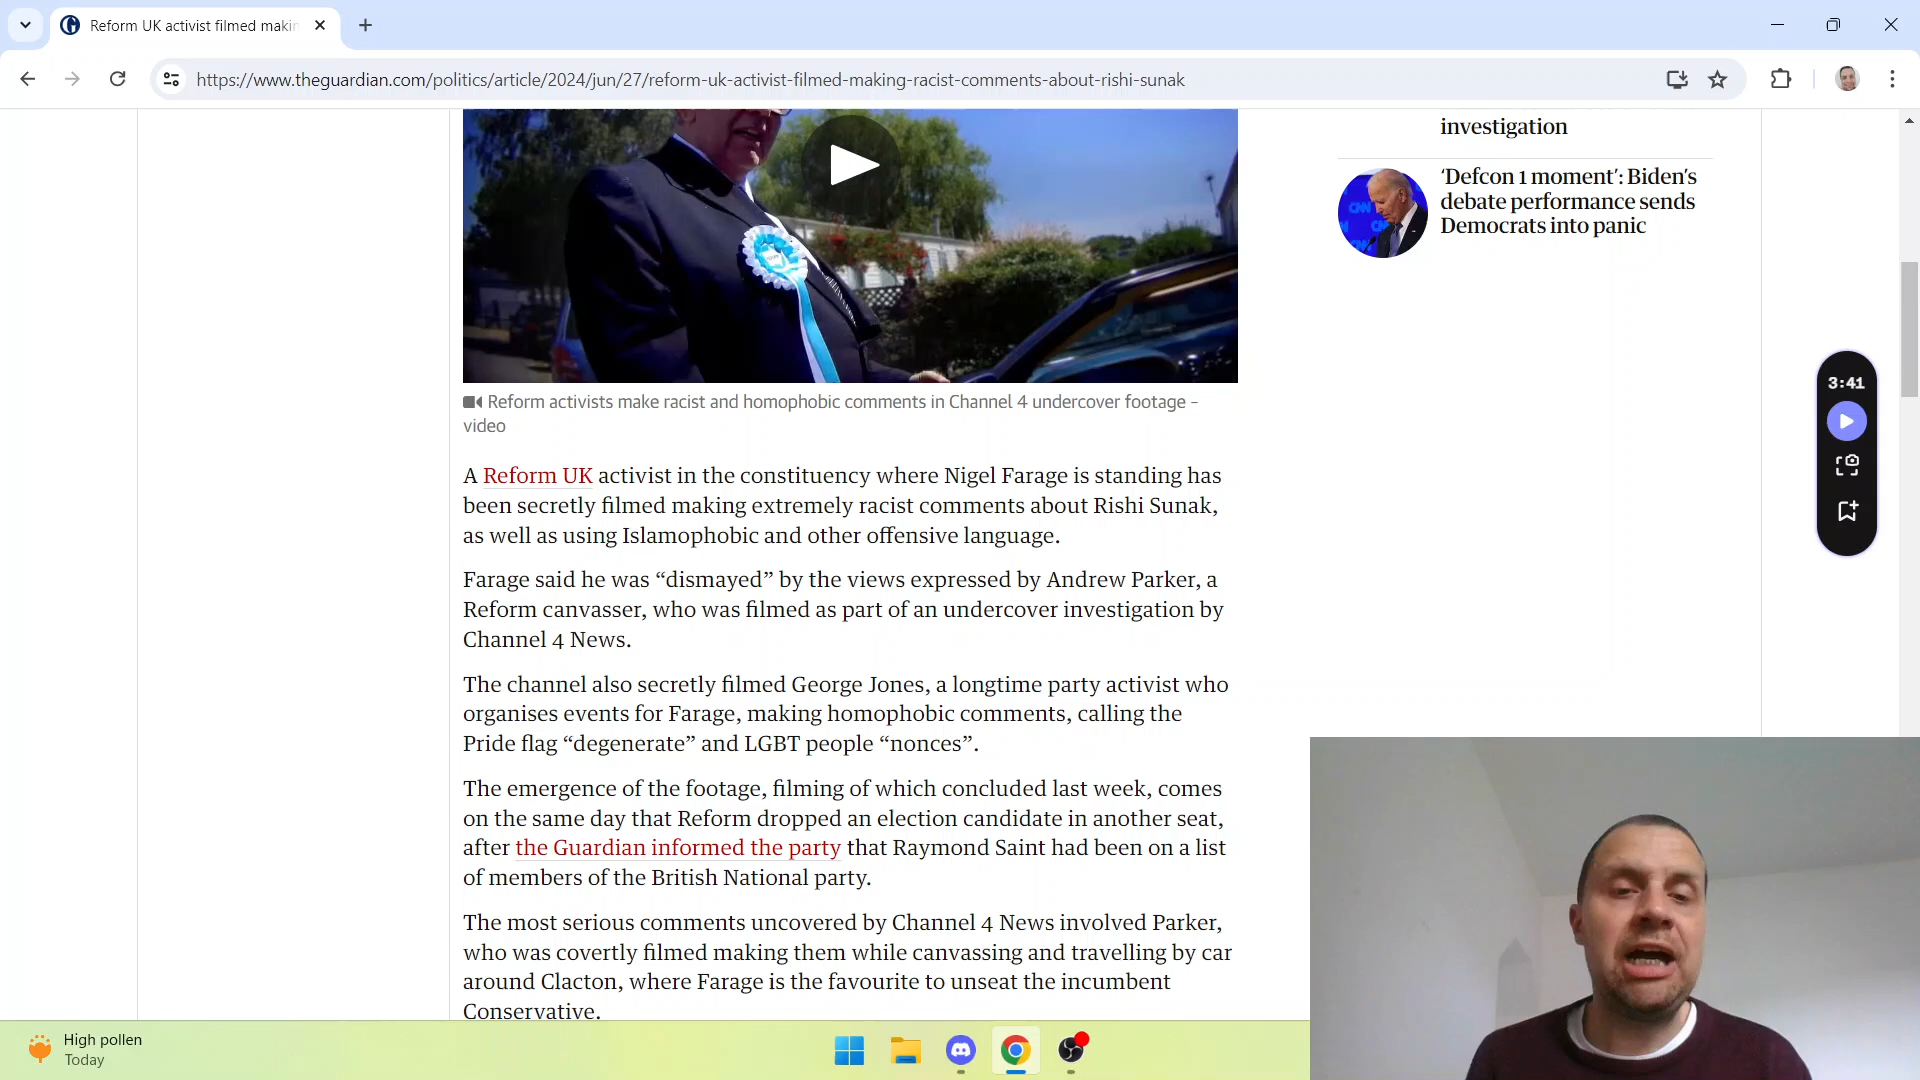 Reform UK activist filmed makin
https://www.theguardian.com/politics/article/2024/jun/27/reform-uk-activist-filmed-making-racist-comments-about-rishi-sunak
investigation
‘Defcon 1 moment’: Biden’s
debate performance sends
Democrats into panic
CNN
3:41
Reform activists make racist and homophobic comments in Channel 4 undercover footage –
video
A Reform UK activist in the constituency where Nigel Farage is standing has
been secretly filmed making extremely racist comments about Rishi Sunak,
as well as using Islamophobic and other offensive language.
Farage said he was “dismayed” by the views expressed by Andrew Parker, a
Reform canvasser, who was filmed as part of an undercover investigation by
Channel 4 News.
The channel also secretly filmed George Jones, a longtime party activist who
organises events for Farage, making homophobic comments, calling the
Pride flag “degenerate” and LGBT people “nonces”.
The emergence of the footage, filming of which concluded last week, comes
on the same day that Reform dropped an election candidate in another seat,
after the Guardian informed the party that Raymond Saint had been on a list
of members of the British National party.
The most serious comments uncovered by Channel 4 News involved Parker,
who was covertly filmed making them while canvassing and travelling by car
around Clacton, where Farage is the favourite to unseat the incumbent
Conservative.
High pollen
Today